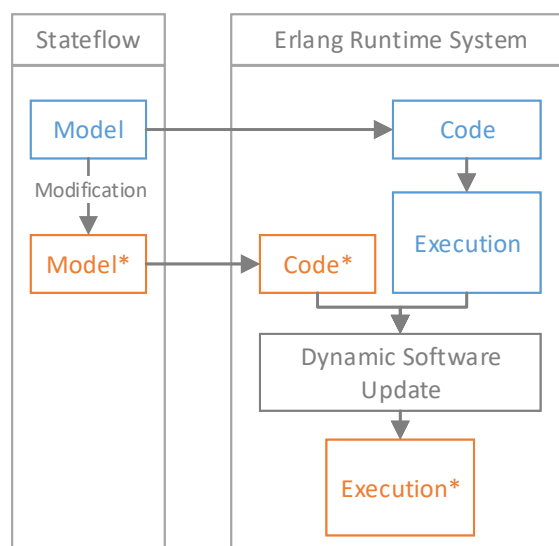 Stateflow
Erlang Runtime System
Model
Code
Modification
Execution
Model*
Code*
Dynamic Software
Update
Execution*